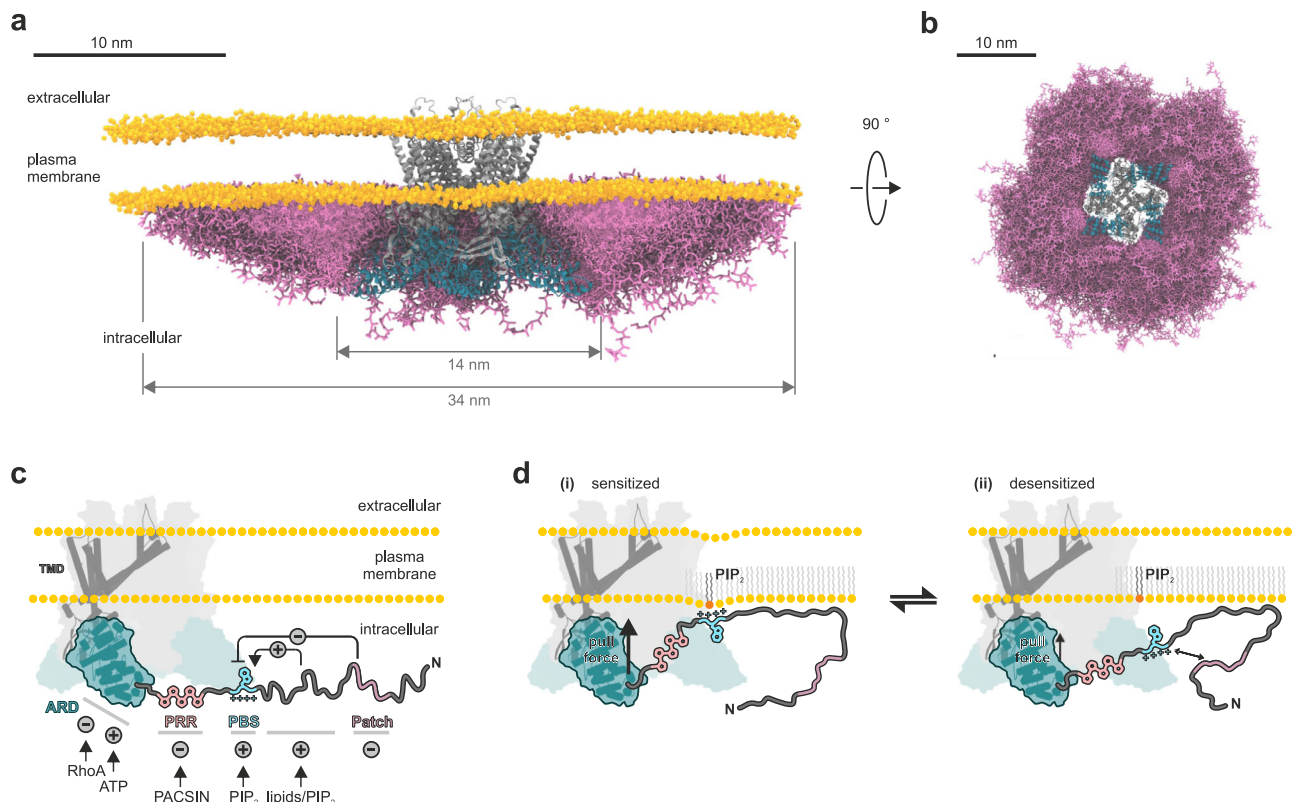 a
10 nm
extracellular
plasma
membrane
intracellular
14 nm
34 nm
90 °
b
10 nm
c
extracellular
TMD
plasma
membrane
intracellular
N
ARD
PRR
PBS
Patch
RhoA
ATP
PACSIN
PIP₂
lipids/PIP₂
d
(i) sensitized
PIP₂
pull
force
N
(ii) desensitized
PIP₂
pull
force
N